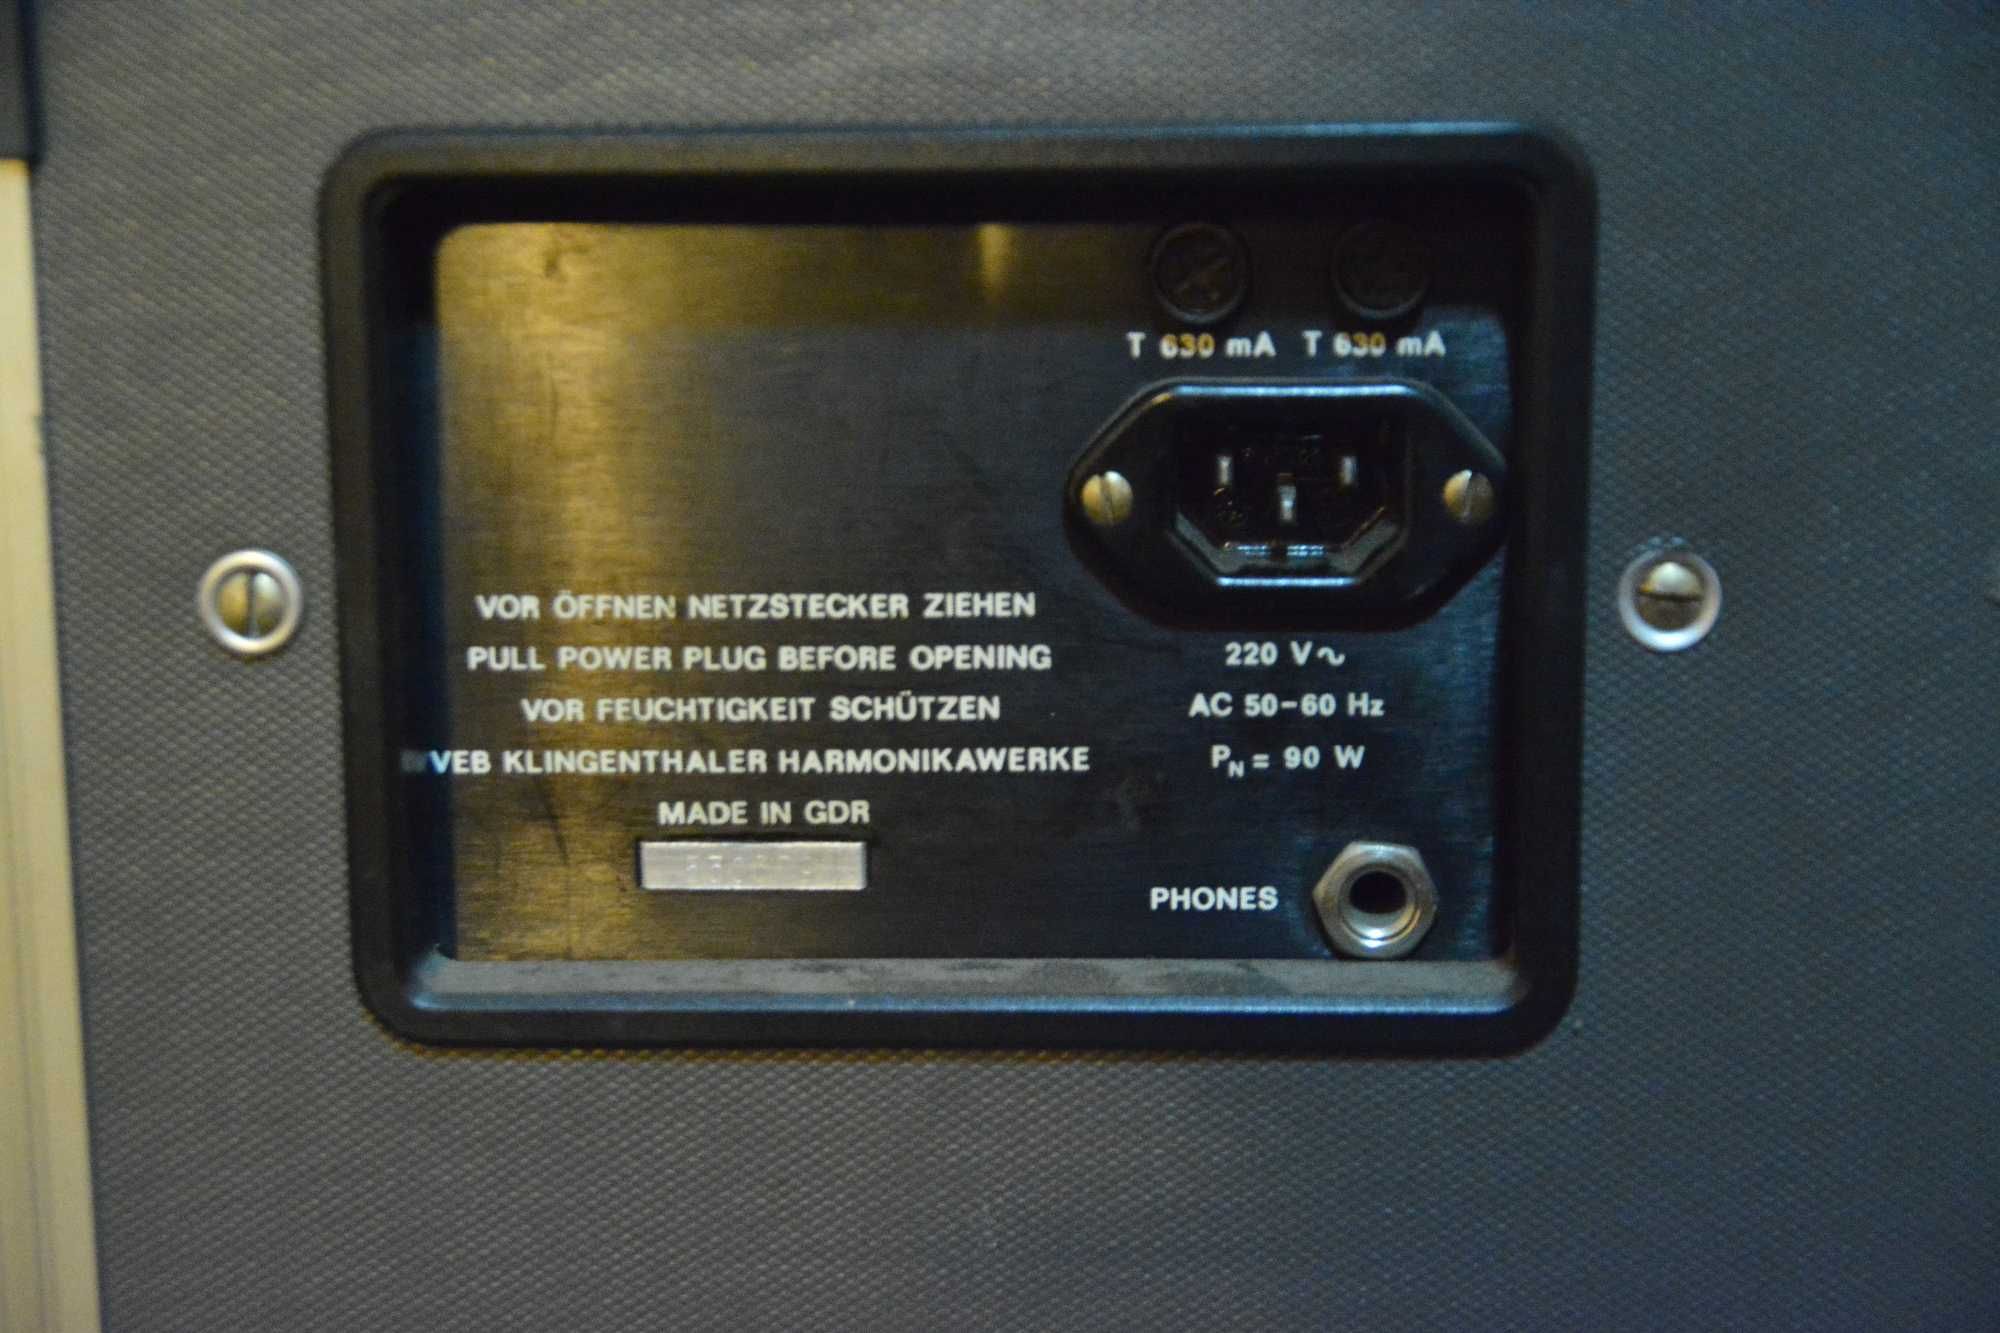 T 630 mA T 630 mA
VOR ÖFFNEN NETZSTECKER ZIEHEN
PULL POWER PLUG BEFORE OPENING
VOR FEUCHTIGKEIT SCHÜTZEN
VEB KLINGENTHALER HARMONIKAWERKE
MADE IN GDR
220 V~
AC 50-60 Hz
PN = 90 W
PHONES